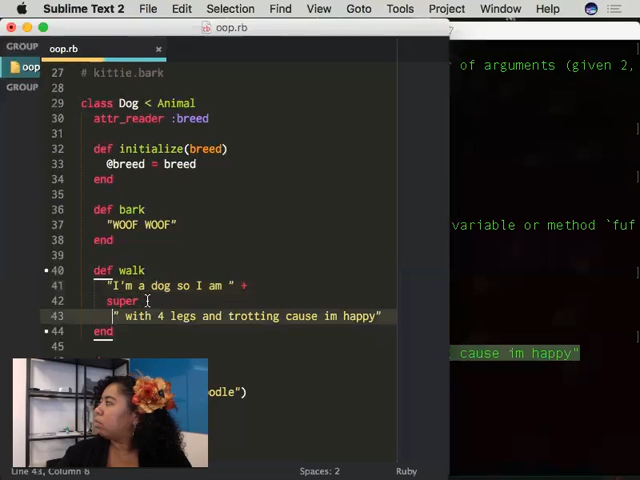 Sublime Text 2 File Edit Selection Find View Goto Tools Project Window Help
oop.rb
GROUP
oop.rb
oop
GROUP
27 # kittie.bark
28
29 class Dog < Animal
30 attr_reader :breed
31
32 def initialize(breed)
33 @breed = breed
34 end
35
36 def bark
37 "WOOF WOOF"
38 end
39
40 def walk
41 "I'm a dog so I am " +
42 super
43 " with 4 legs and trotting cause im happy"
44 end
45
oodle")
Line 43, Column 6 Spaces: 2 Ruby
r of arguments (given 2,
variable or method `fuf
cause im happy"